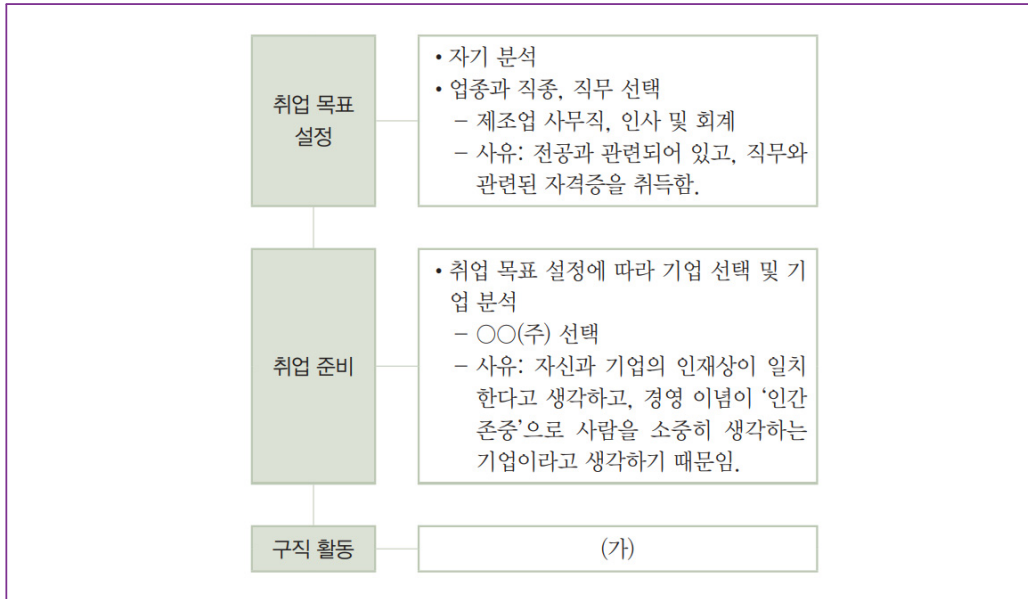 취업 목표
설정
• 자기 분석
• 업종과 직종, 직무 선택
– 제조업 사무직, 인사 및 회계
– 사유: 전공과 관련되어 있고, 직무와
관련된 자격증을 취득함.
취업 준비
• 취업 목표 설정에 따라 기업 선택 및 기
업 분석
– ○○(주) 선택
– 사유: 자신과 기업의 인재상이 일치
한다고 생각하고, 경영 이념이 ‘인간
존중’으로 사람을 소중히 생각하는
기업이라고 생각하기 때문임.
구직 활동
(가)